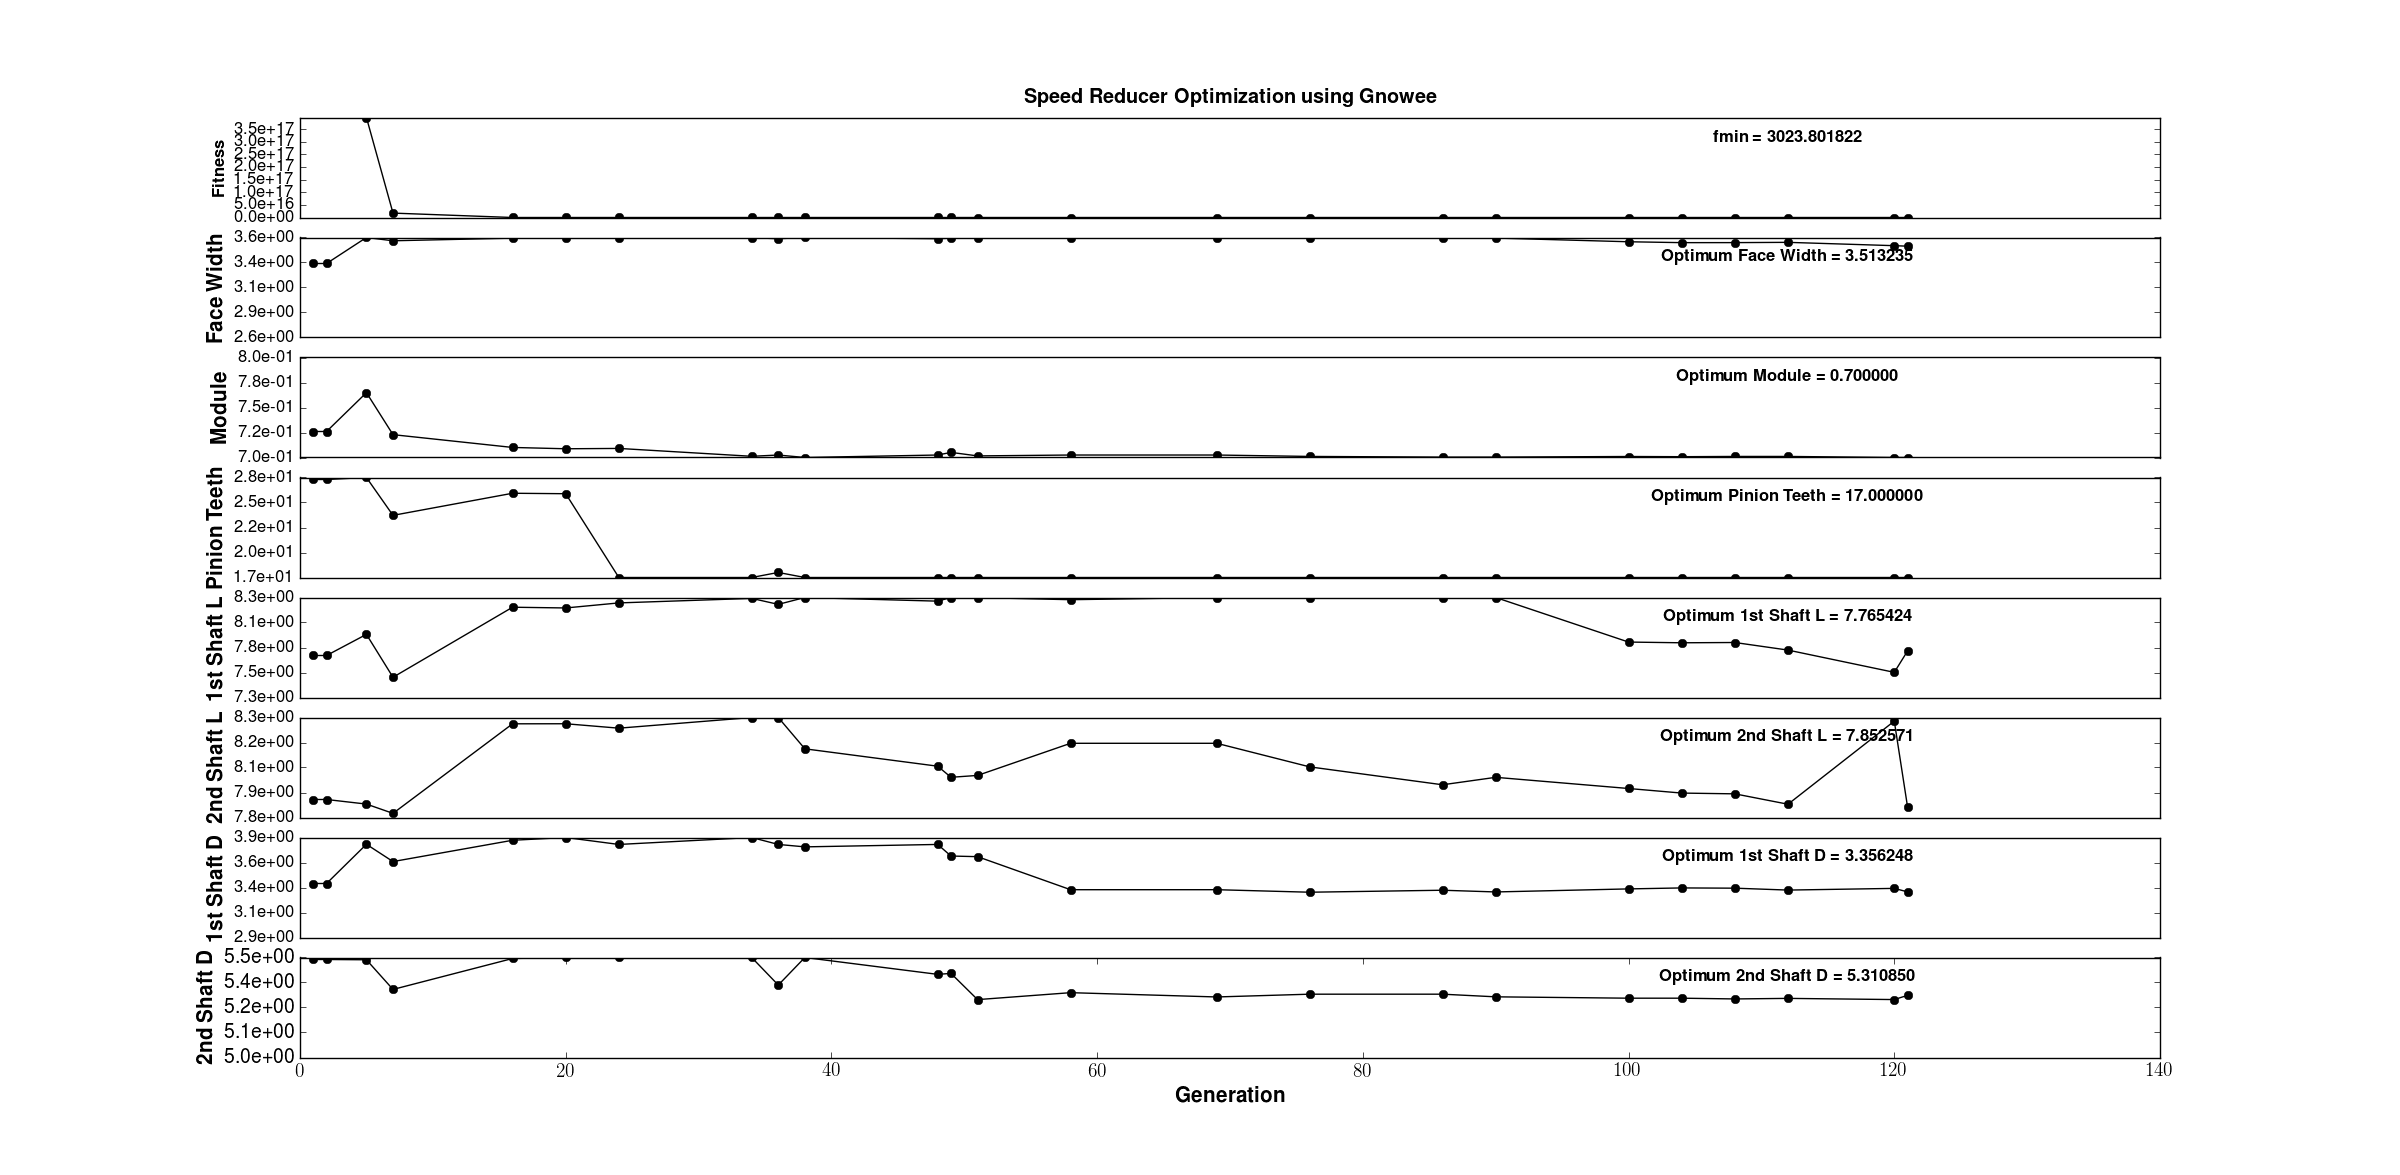 Speed Reducer Optimization using Gnowee
Fitness
3.5e+17
3.0e+17
2.5e+17
2.0e+17
1.5e+17
1.0e+17
5.0e+16
0.0e+00
fmin = 3023.801822
Face Width
3.6e+00
3.4e+00
3.1e+00
2.9e+00
2.6e+00
Optimum Face Width = 3.513235
Module
8.0e-01
7.8e-01
7.5e-01
7.2e-01
7.0e-01
Optimum Module = 0.700000
Pinion Teeth
2.8e+01
2.5e+01
2.2e+01
2.0e+01
1.7e+01
Optimum Pinion Teeth = 17.000000
1st Shaft L
8.3e+00
8.1e+00
7.8e+00
7.5e+00
7.3e+00
Optimum 1st Shaft L = 7.765424
2nd Shaft L
8.3e+00
8.2e+00
8.1e+00
7.9e+00
7.8e+00
Optimum 2nd Shaft L = 7.852571
1st Shaft D
3.9e+00
3.6e+00
3.4e+00
3.1e+00
2.9e+00
Optimum 1st Shaft D = 3.356248
2nd Shaft D
5.5e+00
5.4e+00
5.2e+00
5.1e+00
5.0e+00
Optimum 2nd Shaft D = 5.310850
0 20 40 60 80 100 120 140
Generation